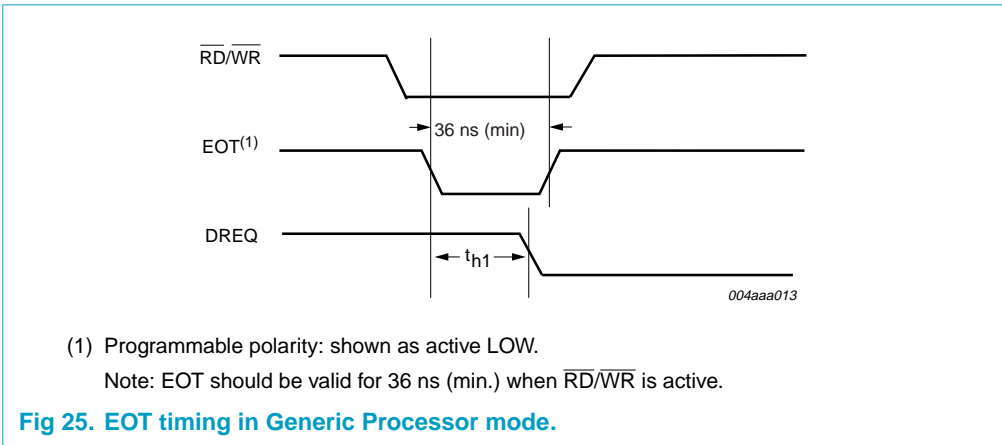 RD/WR
36 ns (min)
EOT(1)
DREQ
th1
004aaa013
(1) Programmable polarity: shown as active LOW.
Note: EOT should be valid for 36 ns (min.) when RD/WR is active.
Fig 25. EOT timing in Generic Processor mode.